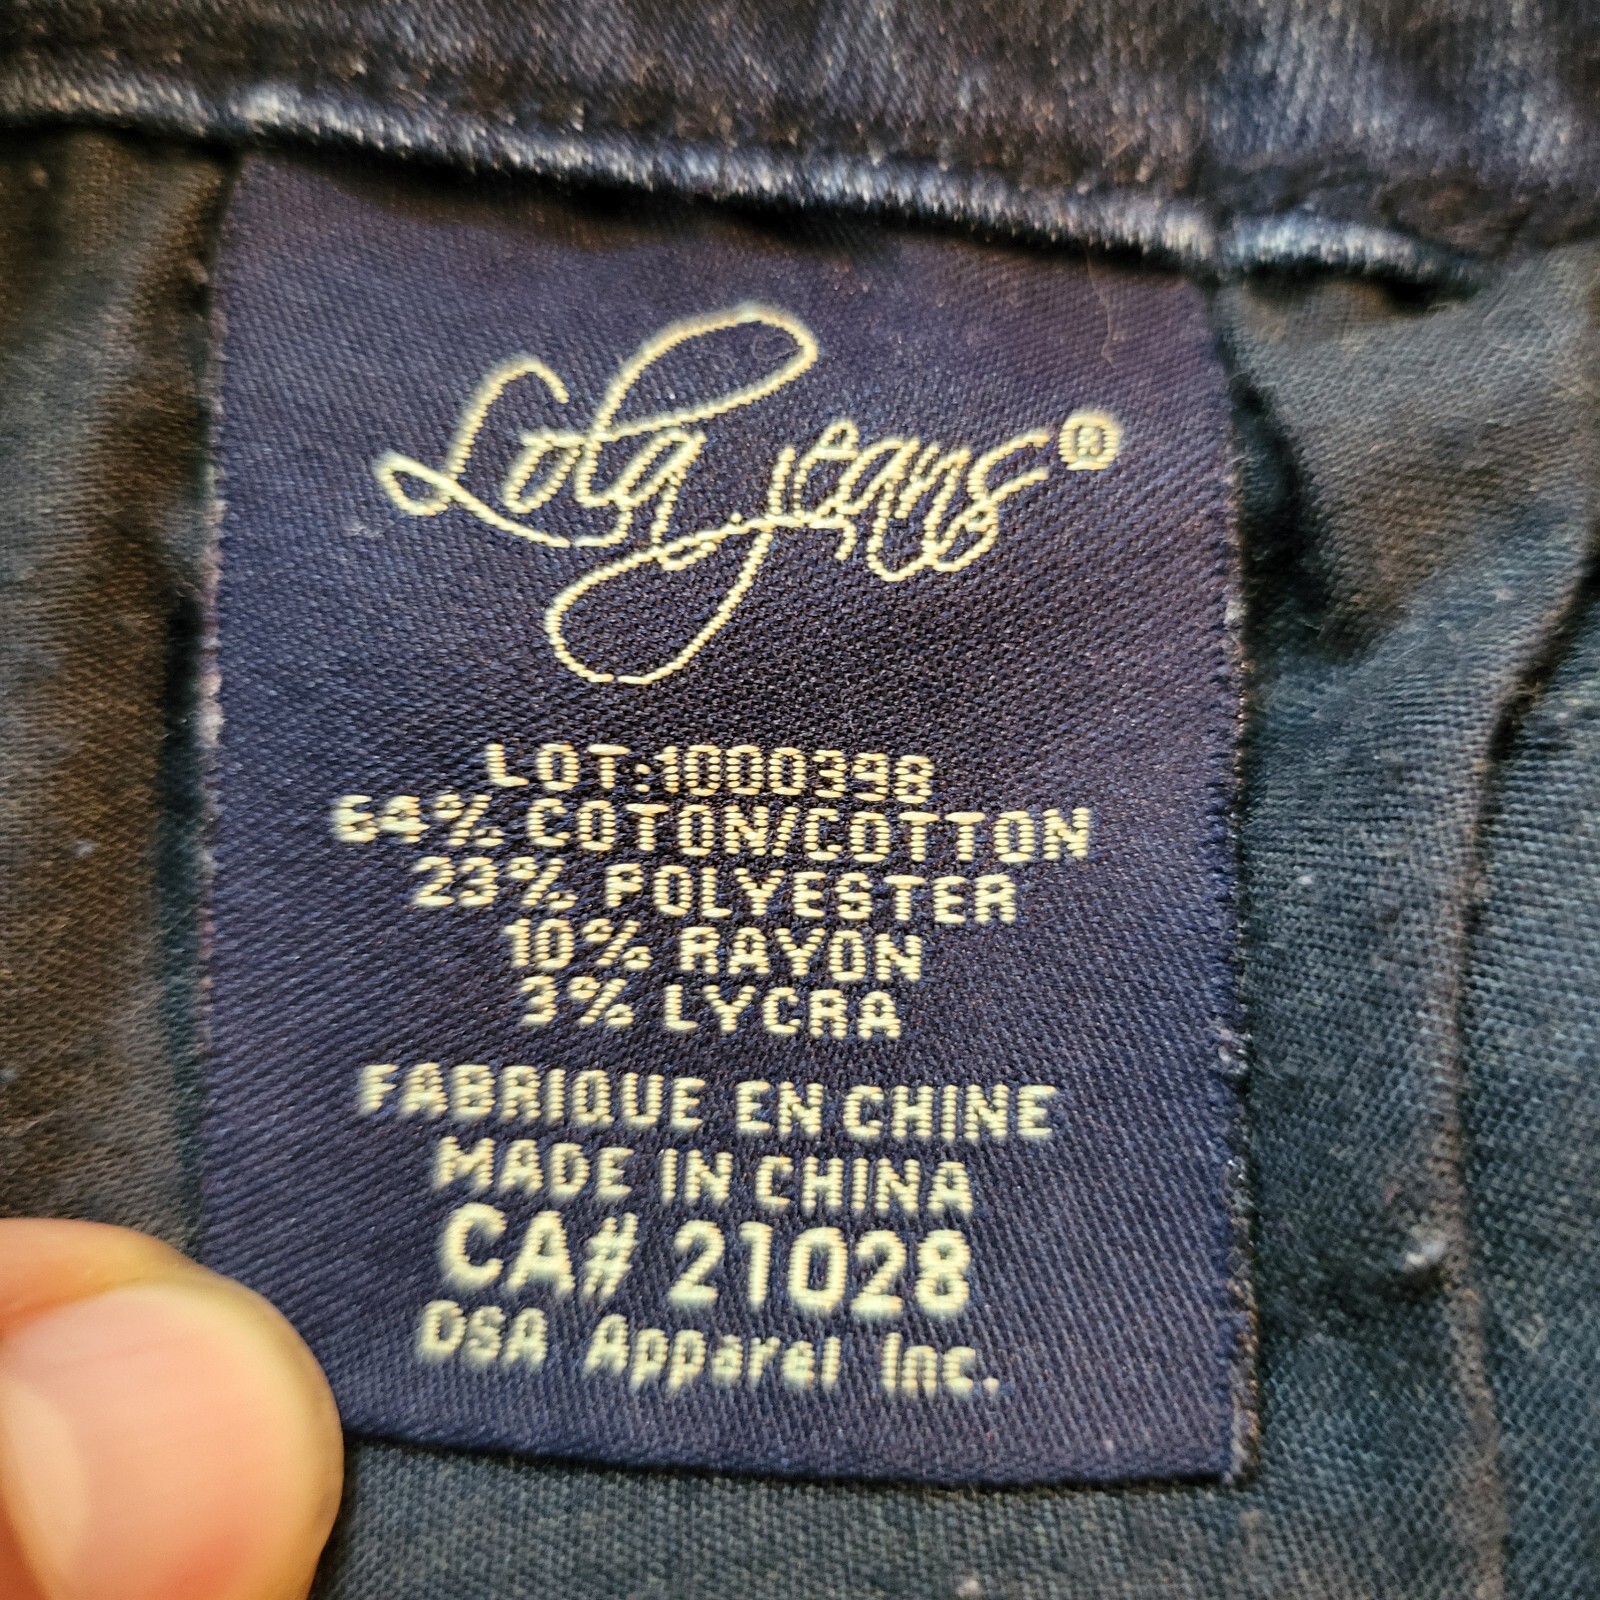 Lola Jeans®
LOT:1000398
64% COTON/COTTON
23% POLYESTER
10% RAYON
3% LYCRA
FABRIQUE EN CHINE
MADE IN CHINA
CA# 21028
DSA Apparel Inc.